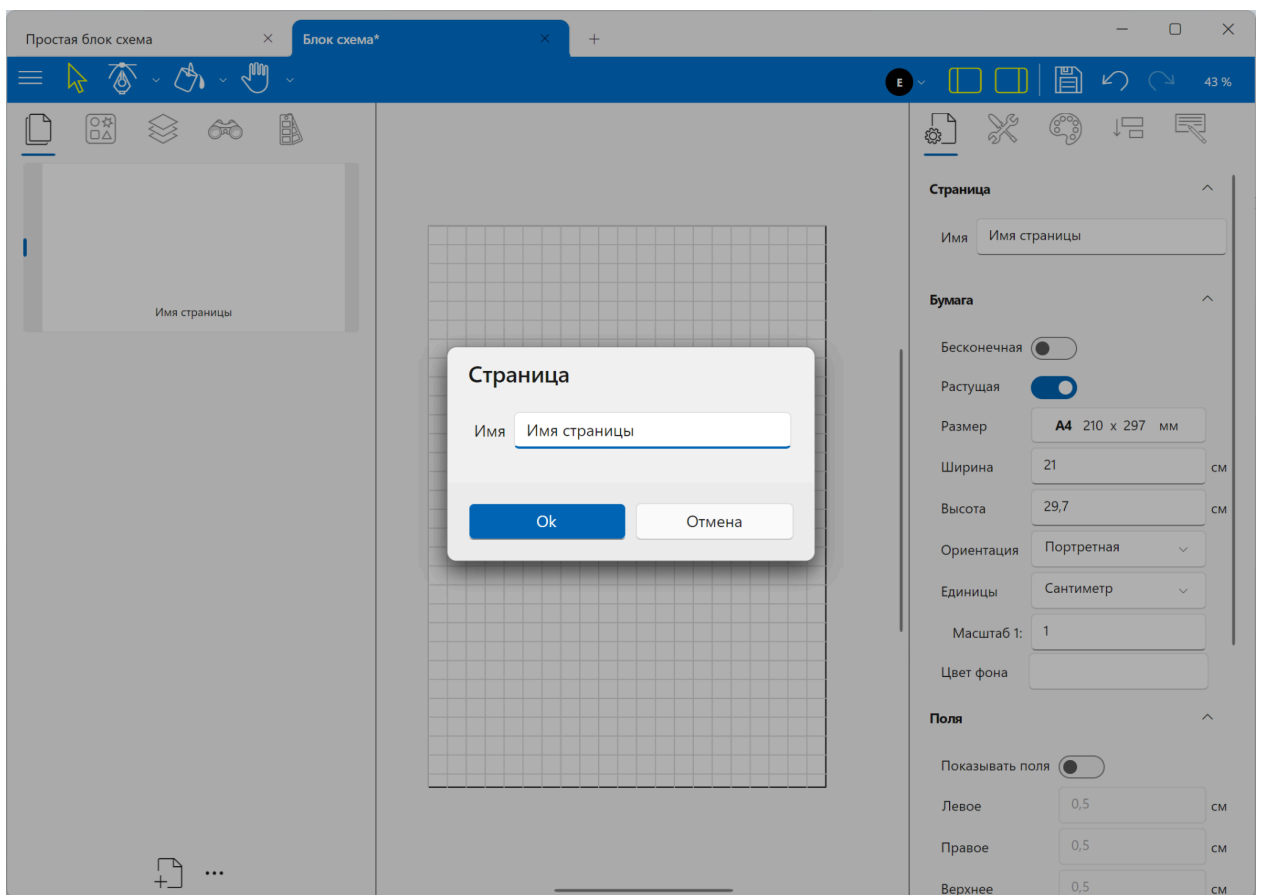 Простая блок схема
Блок схема*
E
43 %
Имя страницы
Страница
Имя Имя страницы
Ok Отмена
Страница
Имя Имя страницы
Бумага
Бесконечная
Растущая
Размер A4 210 x 297 мм
Ширина 21 см
Высота 29,7 см
Ориентация Портретная
Единицы Сантиметр
Масштаб 1: 1
Цвет фона
Поля
Показывать поля
Левое 0,5 см
Правое 0,5 см
Верхнее 0,5 см